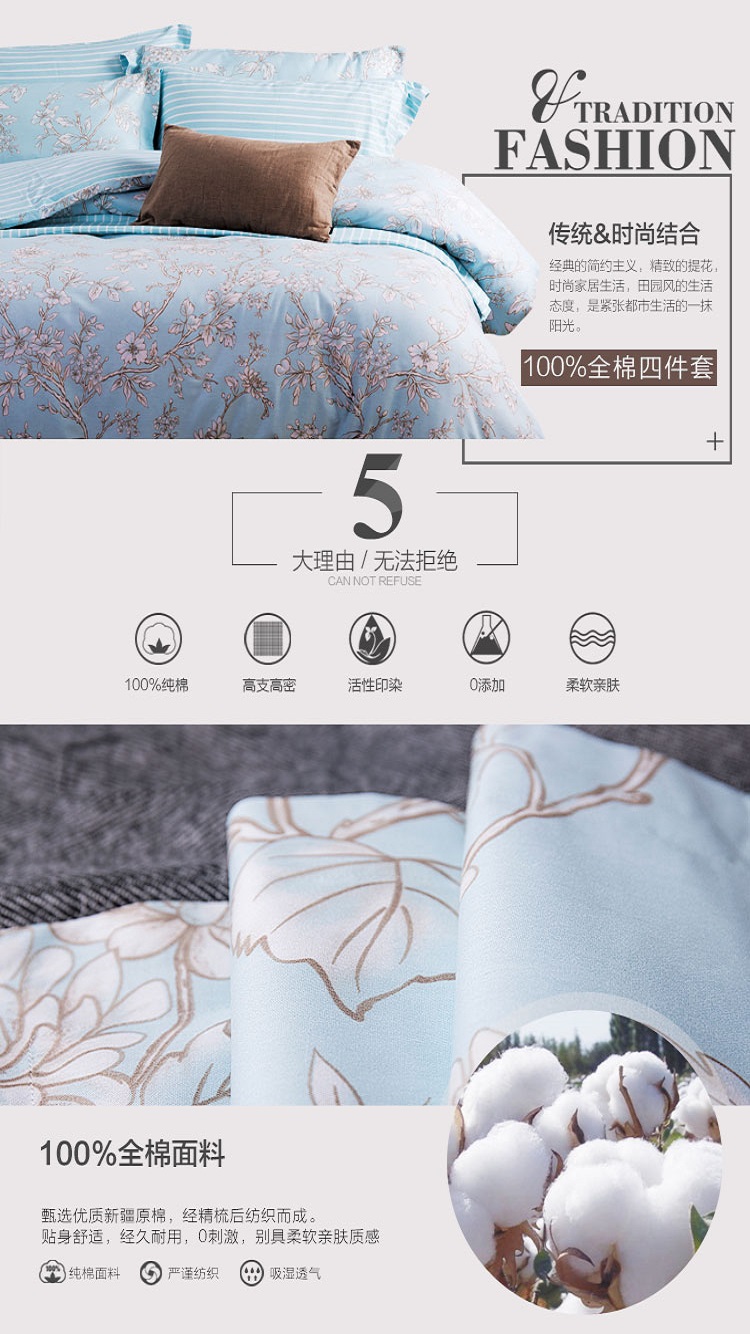 & TRADITION
FASHION
传统&时尚结合
经典的简约主义，精致的提花，
时尚家居生活，田园风的生活
态度，是紧张都市生活的一抹
阳光。
100%全棉四件套
+
5
大理由 / 无法拒绝
CAN NOT REFUSE
100%纯棉
高支高密
活性印染
0添加
柔软亲肤
100%全棉面料
甄选优质新疆原棉，经精梳后纺织而成。
贴身舒适，经久耐用，0刺激，别具柔软亲肤质感
100% 纯棉面料
严谨纺织
吸湿透气